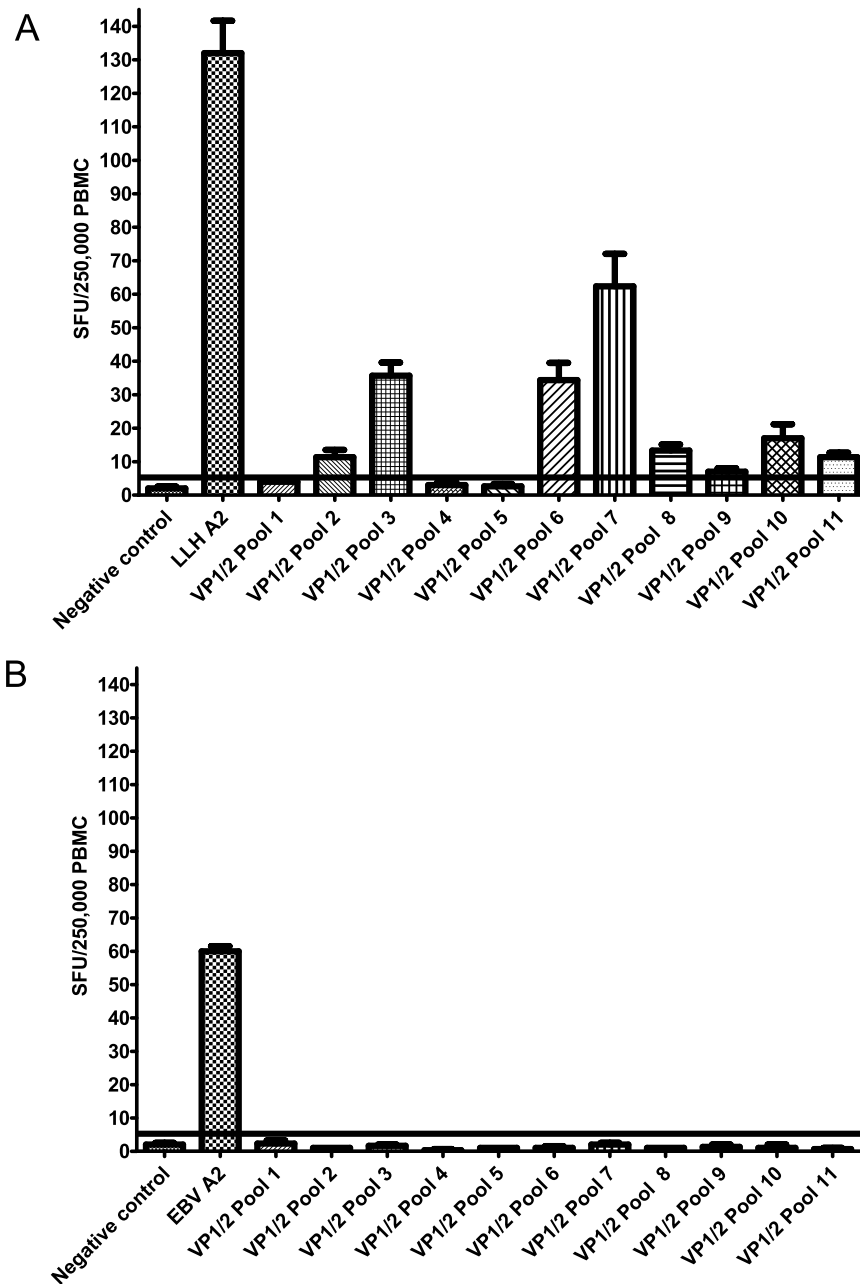 A
SFU/250,000 PBMC
140
130
120
110
100
90
80
70
60
50
40
30
20
10
0
Negative control
LLH A2
VP1/2 Pool 1
VP1/2 Pool 2
VP1/2 Pool 3
VP1/2 Pool 4
VP1/2 Pool 5
VP1/2 Pool 6
VP1/2 Pool 7
VP1/2 Pool 8
VP1/2 Pool 9
VP1/2 Pool 10
VP1/2 Pool 11
B
SFU/250,000 PBMC
140
130
120
110
100
90
80
70
60
50
40
30
20
10
0
Negative control
EBV A2
VP1/2 Pool 1
VP1/2 Pool 2
VP1/2 Pool 3
VP1/2 Pool 4
VP1/2 Pool 5
VP1/2 Pool 6
VP1/2 Pool 7
VP1/2 Pool 8
VP1/2 Pool 9
VP1/2 Pool 10
VP1/2 Pool 11